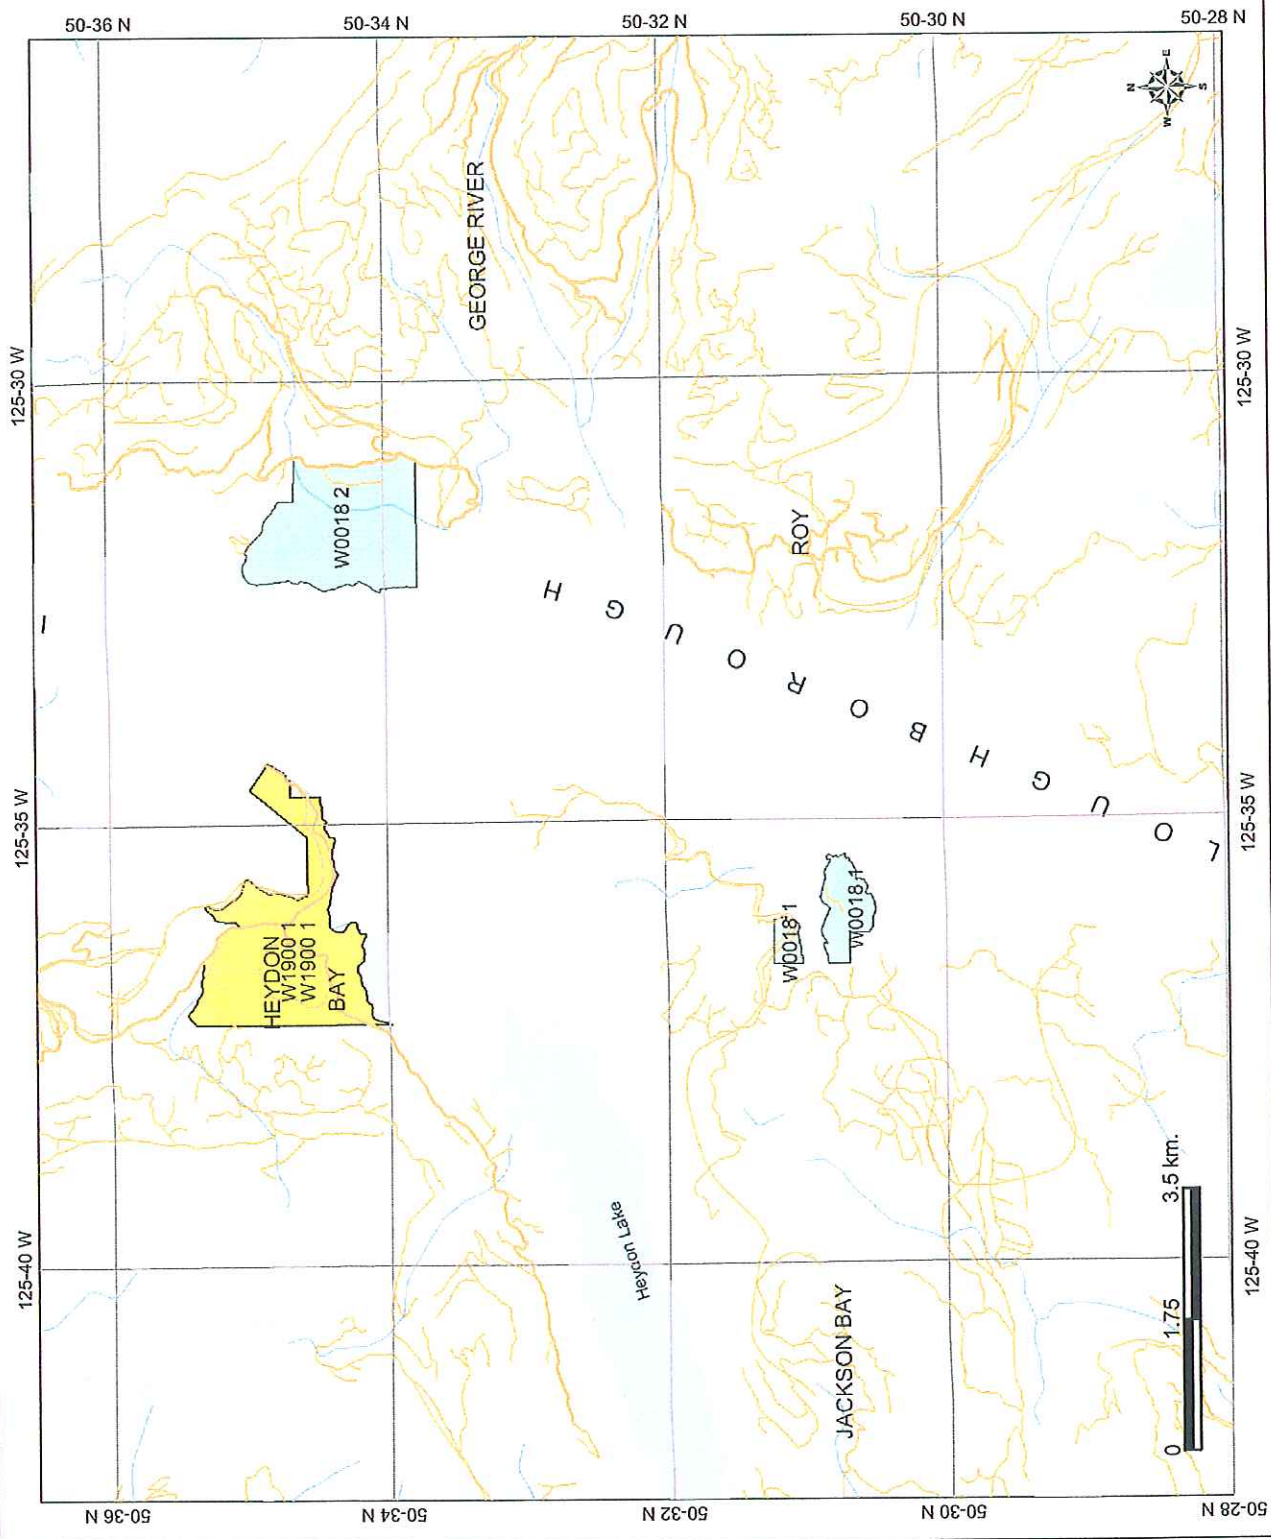 50-36 N
50-34 N
50-32 N
50-30 N
50-28 N
125-30 W
125-30 W
125-35 W
125-35 W
125-40 W
125-40 W
50-36 N
50-34 N
50-32 N
50-30 N
50-28 N
N
E
S
W
GEORGE RIVER
W0018 2
ROY
I
LOUGHBOROUGH
HEYDON
W1900 1
W1900 1
BAY
W0018 1
W0018 1
Heydon Lake
JACKSON BAY
0
1.75
3.5 km.